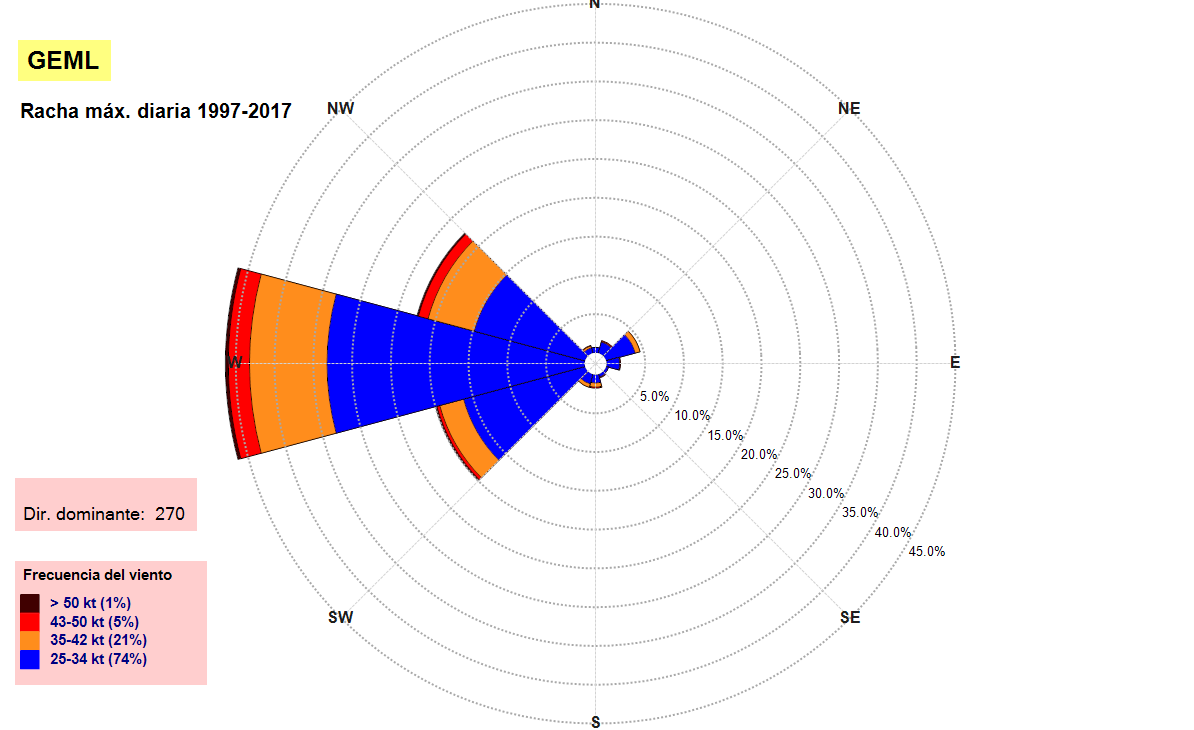 N
GEML
Racha máx. diaria 1997-2017
NW
NE
W
E
5.0%
10.0%
15.0%
20.0%
25.0%
30.0%
35.0%
40.0%
45.0%
Dir. dominante: 270
Frecuencia del viento
> 50 kt (1%)
43-50 kt (5%)
35-42 kt (21%)
25-34 kt (74%)
SW
SE
S